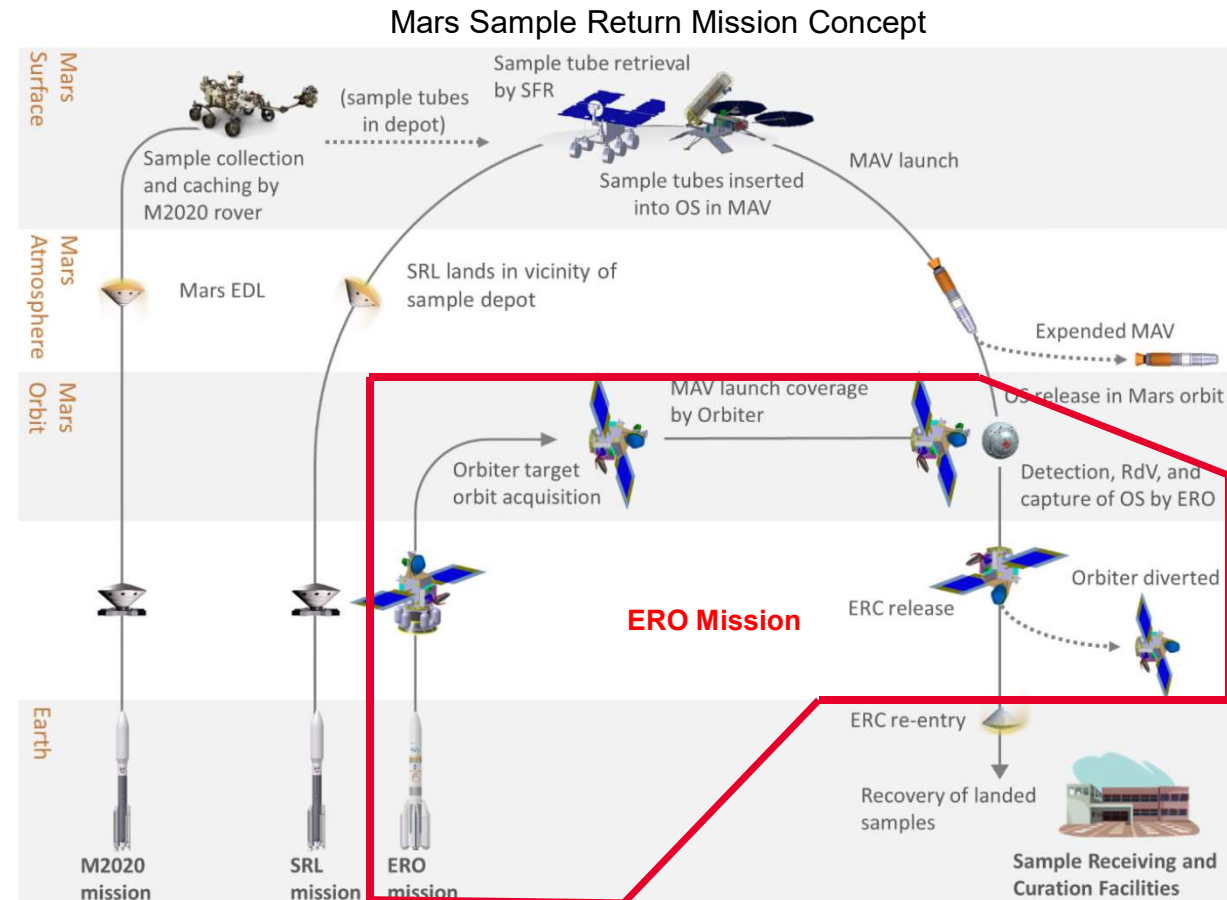 Mars Sample Return Mission Concept
Mars
Surface
Sample collection
and caching by
M2020 rover
(sample tubes
in depot)
Sample tube retrieval
by SFR
Sample tubes inserted
into OS in MAV
MAV launch
Mars
Atmosphere
Mars EDL
SRL lands in vicinity of
sample depot
Expended MAV
Mars
Orbit
Orbiter target
orbit acquisition
MAV launch coverage
by Orbiter
OS release in Mars orbit
Detection, RdV, and
capture of OS by ERO
ERO Mission
ERC release
Orbiter diverted
Earth
M2020
mission
SRL
mission
ERO
mission
ERC re-entry
Recovery of landed
samples
Sample Receiving and
Curation Facilities